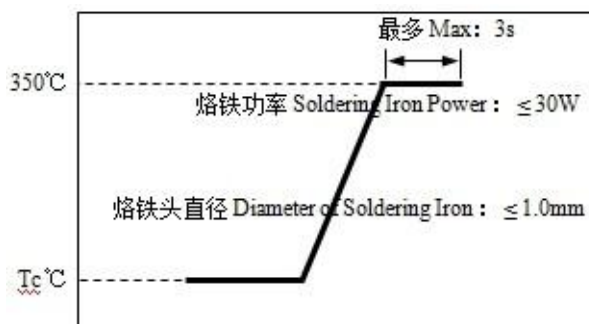 最多 Max: 3s
350℃
烙铁功率 Soldering Iron Power : ≤30W
烙铁头直径 Diameter of Soldering Iron : ≤1.0mm
Tc℃